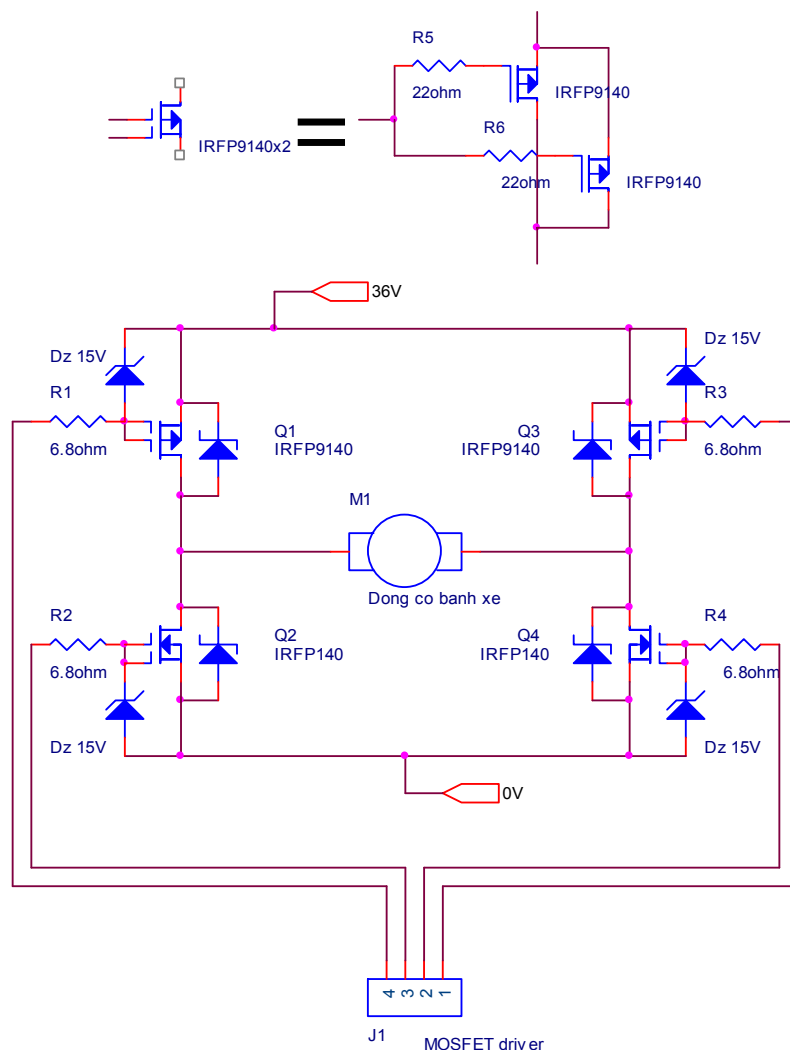 R5
22ohm
IRFP9140
IRFP9140x2
R6
22ohm
IRFP9140
36V
Dz 15V
Dz 15V
R1
R3
6.8ohm
Q1
IRFP9140
Q3
IRFP9140
6.8ohm
M1
Dong co banh xe
R2
R4
6.8ohm
Q2
IRFP140
Q4
IRFP140
6.8ohm
Dz 15V
Dz 15V
0V
4 3 2 1
J1
MOSFET driver